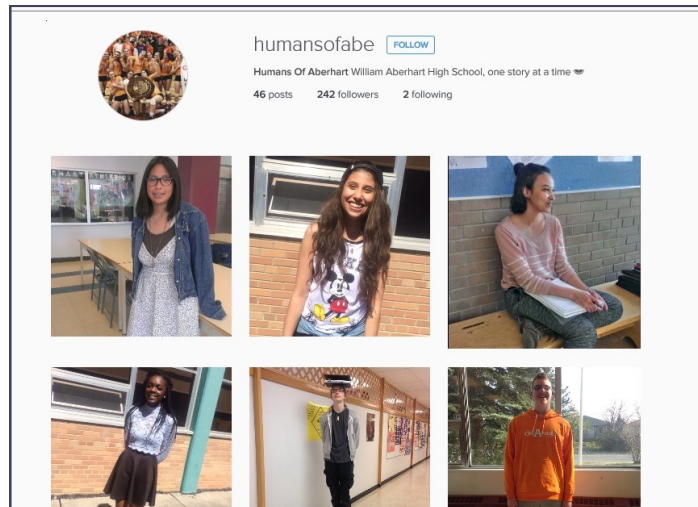 humansofabe FOLLOW
Humans Of Aberhart William Aberhart High School, one story at a time
46 posts 242 followers 2 following